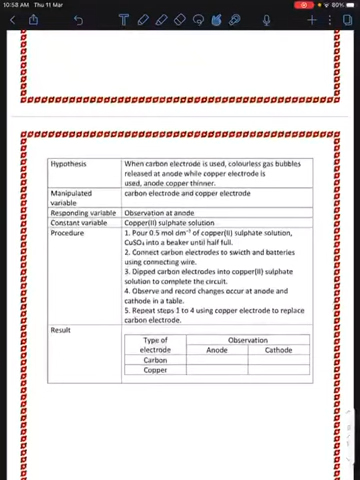 10:58 AM Thu 11 Mar
80%
Hypothesis
When carbon electrode is used, colourless gas bubbles
released at anode while copper electrode is
used, anode copper thinner.
Manipulated
variable
carbon electrode and copper electrode
Responding variable
Observation at anode
Constant variable
Copper(II) sulphate solution
Procedure
1. Pour 0.5 mol dm⁻³ of copper(Ii) sulphate solution,
CuSO₄ into a beaker until half full.
2. Connect carbon electrodes to swicth and batteries
using connecting wire.
3. Dipped carbon electrodes into copper(II) sulphate
solution to complete the circuit.
4. Observe and record changes occur at anode and
cathode in a table.
5. Repeat steps 1 to 4 using copper electrode to replace
carbon electrode.
Result
Type of
electrode
Observation
Anode
Cathode
Carbon
Copper